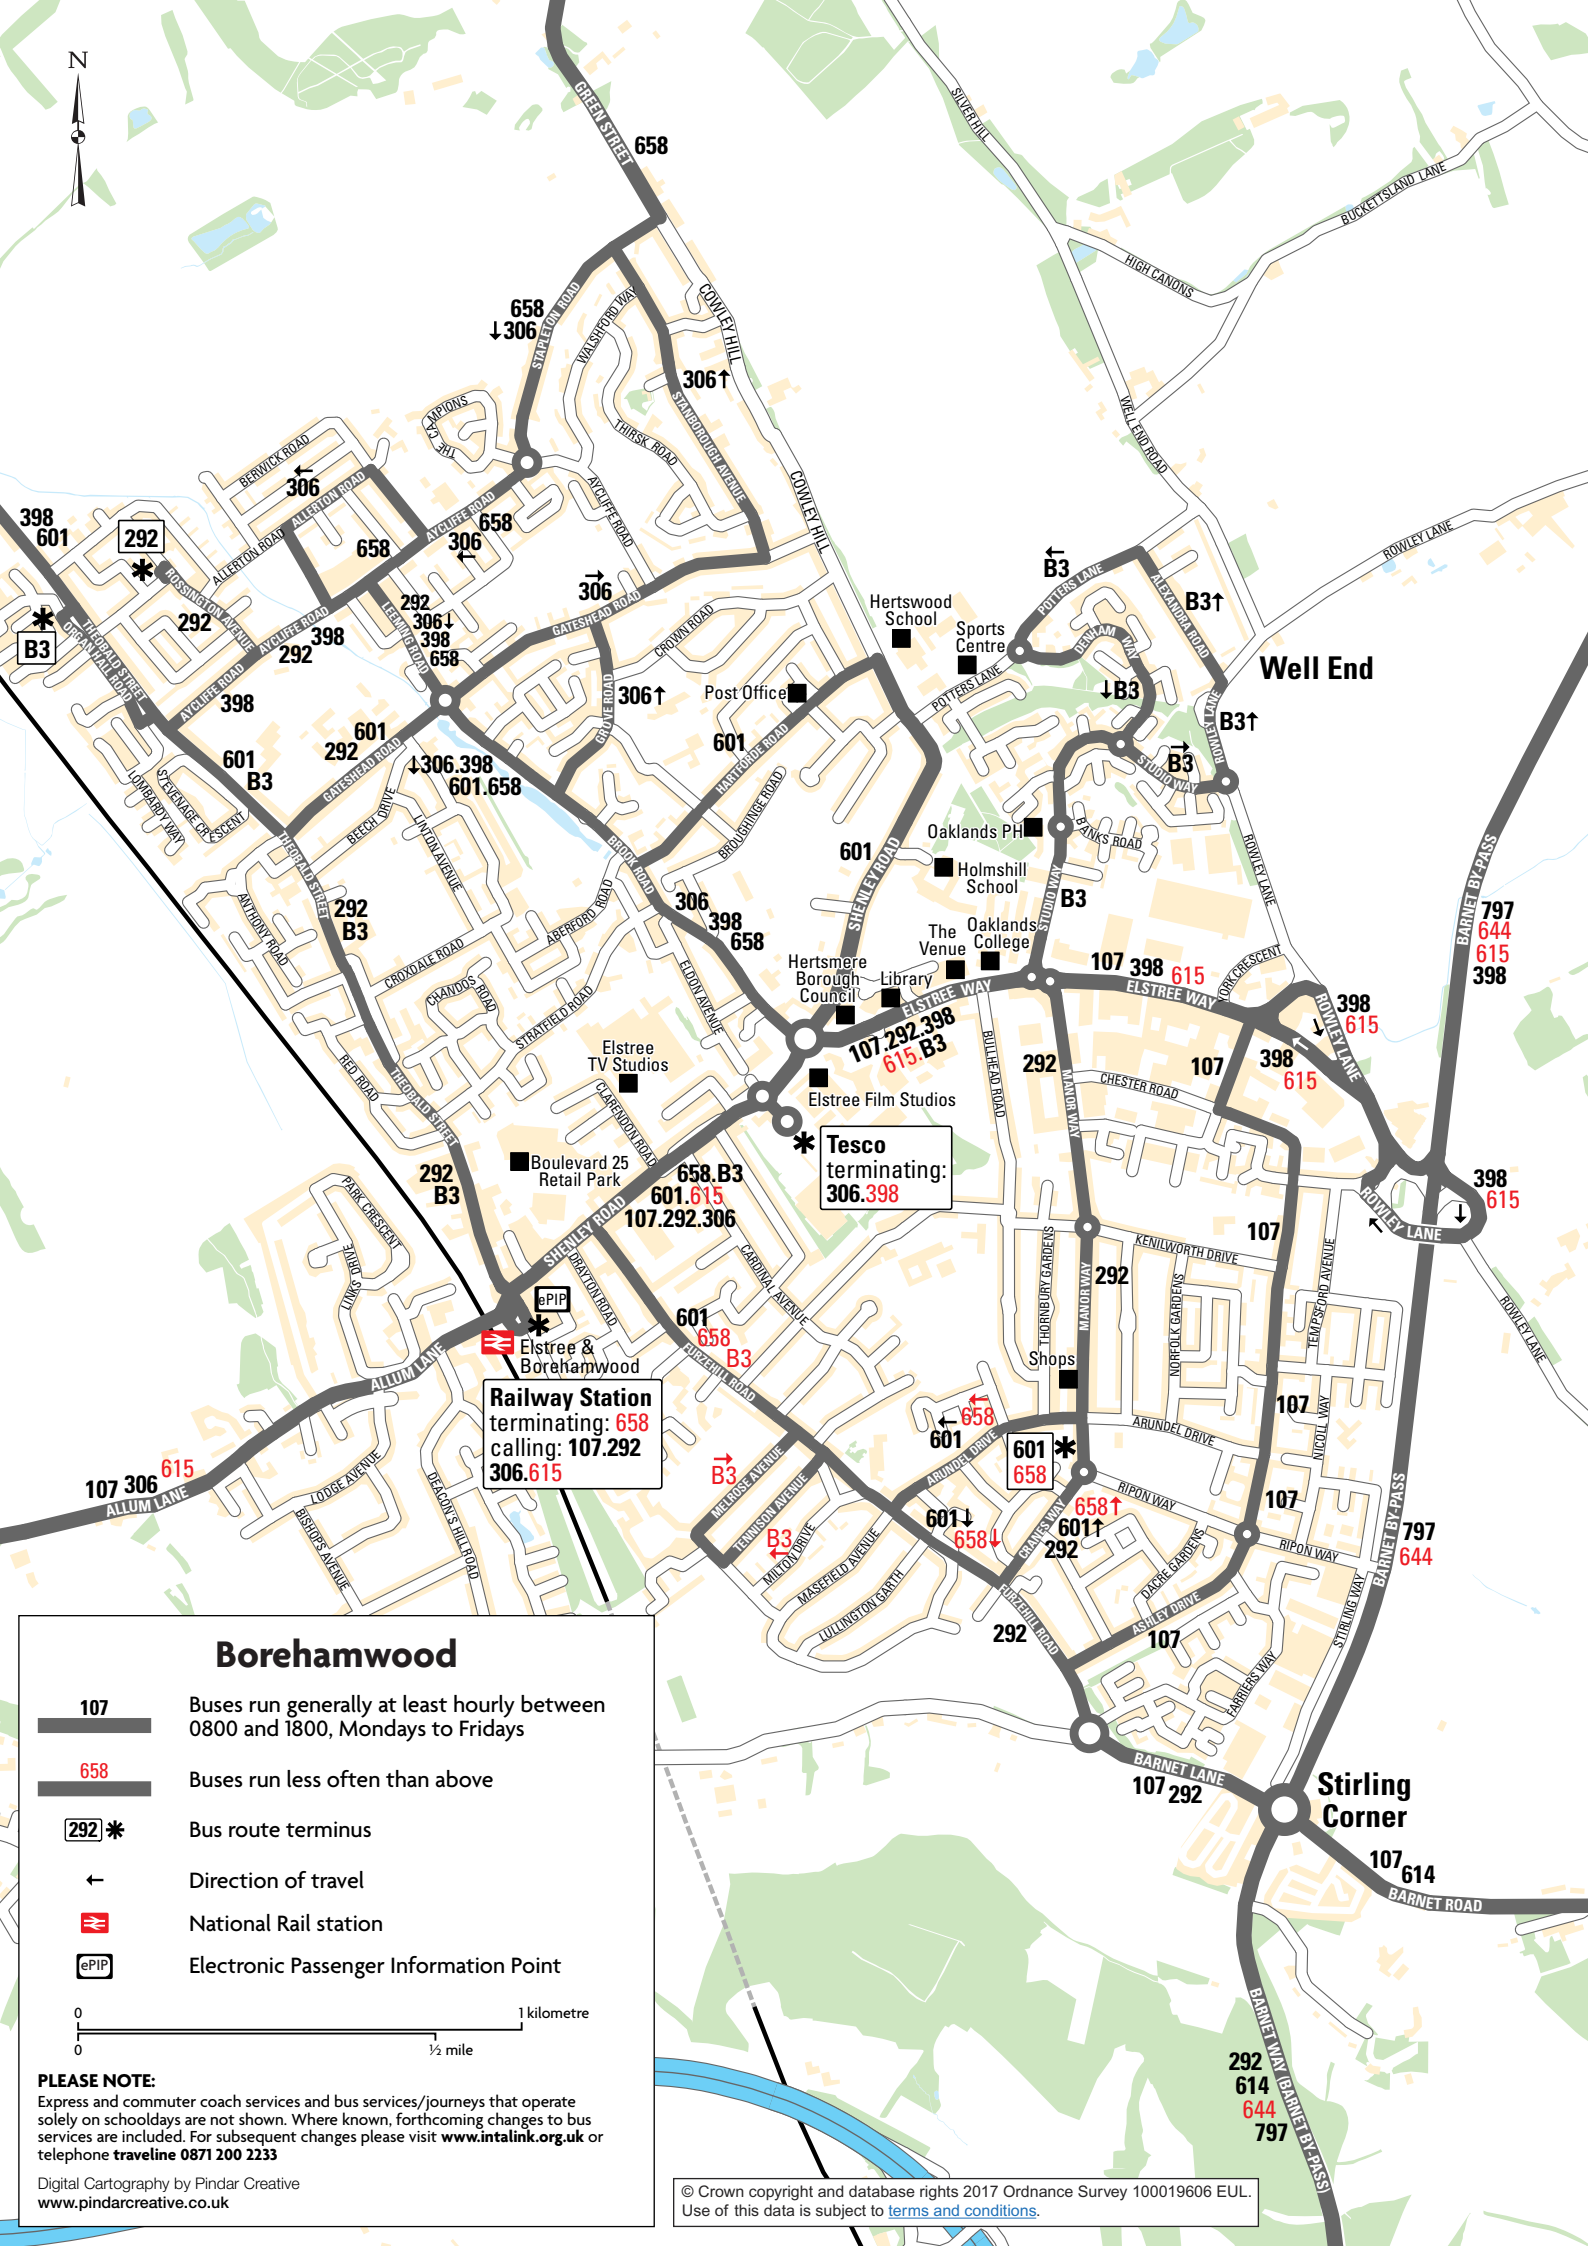 N
GREEN STREET
658
SILVER HILL
BUCKETTSLAND LANE
HIGH CANONS
COWLEY HILL
658
↓306
STAPLETON ROAD
WALSHFORD WAY
306↑
STANBOROUGH AVENUE
THIRSK ROAD
THE CAMPIONS
WELL END ROAD
COWLEY HILL
BERWICK ROAD
←
306
ALLERTON ROAD
AYCLIFFE ROAD
AYCLIFFE ROAD
658
306
←
658
398
601
292
ALLERTON ROAD
ROSSINGTON AVENUE
292
B3
THEOBALD STREET
ORGAN HALL ROAD
AYCLIFFE ROAD
398
292
AYCLIFFE ROAD
398
292
306↓
398
658
LEEMING ROAD
→
306
GATESHEAD ROAD
CROWN ROAD
GROVE ROAD
306↑
Post Office
Hertswood
School
Sports
Centre
POTTERS LANE
←
B3
POTTERS LANE
DENHAM WAY
ALEXANDRA ROAD
B3↑
ROWLEY LANE
Well End
↓B3
ROWLEY LANE
B3↑
→
B3
STUDIO WAY
601
B3
601
292
GATESHEAD ROAD
↓306.398
601.658
LOMBARDY WAY
STEVENAGE CRESCENT
BEECH DRIVE
LINTON AVENUE
601
HARTFORDE ROAD
BROUGHINGE ROAD
BROOK ROAD
601
SHENLEY ROAD
Oaklands PH
BANKS ROAD
Holmshill
School
STUDIO WAY
B3
ROWLEY LANE
BARNET BY-PASS
797
644
615
398
THEOBALD STREET
292
B3
ANTHONY ROAD
CROXDALE ROAD
CHANDOS ROAD
ABERFORD ROAD
STRATFIELD ROAD
306
398
658
ELDON AVENUE
The
Venue
Oaklands
College
Hertsmere
Borough
Council
Library
ELSTREE WAY
107.292.398
615.B3
107 398 615
ELSTREE WAY
YORK CRESCENT
398
615
ROWLEY LANE
398
615
RED ROAD
THEOBALD STREET
Elstree
TV Studios
CLARENDON ROAD
Elstree Film Studios
BULLHEAD ROAD
292
MANOR WAY
CHESTER ROAD
107
Tesco
terminating:
306.398
Boulevard 25
Retail Park
292
B3
658.B3
601.615
107.292.306
SHENLEY ROAD
PARK CRESCENT
LINKS DRIVE
DRAYTON ROAD
CARDINAL AVENUE
398
615
ROWLEY LANE
107
KENILWORTH DRIVE
292
MANOR WAY
THORNBURY GARDENS
NORFOLK GARDENS
TEMPSFORD AVENUE
ROWLEY LANE
ePIP
Elstree &
Borehamwood
601
658
B3
FURZEHILL ROAD
Shops
ALLUM LANE
Railway Station
terminating: 658
calling: 107.292
306.615
←
658
←
601
ARUNDEL DRIVE
601
658
ARUNDEL DRIVE
107
NICOLL WAY
107 306 615
ALLUM LANE
LODGE AVENUE
BISHOPS AVENUE
DEACON'S HILL ROAD
→
B3
MELROSE AVENUE
TENNISON AVENUE
B3
←
MILTON DRIVE
MASEFIELD AVENUE
LULLINGTON GARTH
601↓
658↓
CRANES WAY
658↑
601↑
292
RIPON WAY
107
RIPON WAY
DACRE GARDENS
BARNET BY-PASS
797
644
STIRLING WAY
292
FURZEHILL ROAD
ASHLEY DRIVE
107
FARRIERS WAY
BARNET LANE
107 292
Stirling
Corner
107
614
BARNET ROAD
BARNET WAY (BARNET BY-PASS)
292
614
644
797
Borehamwood
107
Buses run generally at least hourly between
0800 and 1800, Mondays to Fridays
658
Buses run less often than above
292
Bus route terminus
←
Direction of travel
National Rail station
ePIP
Electronic Passenger Information Point
0 1 kilometre
0 ½ mile
PLEASE NOTE:
Express and commuter coach services and bus services/journeys that operate
solely on schooldays are not shown. Where known, forthcoming changes to bus
services are included. For subsequent changes please visit www.intalink.org.uk or
telephone traveline 0871 200 2233
Digital Cartography by Pindar Creative
www.pindarcreative.co.uk
© Crown copyright and database rights 2017 Ordnance Survey 100019606 EUL.
Use of this data is subject to terms and conditions.